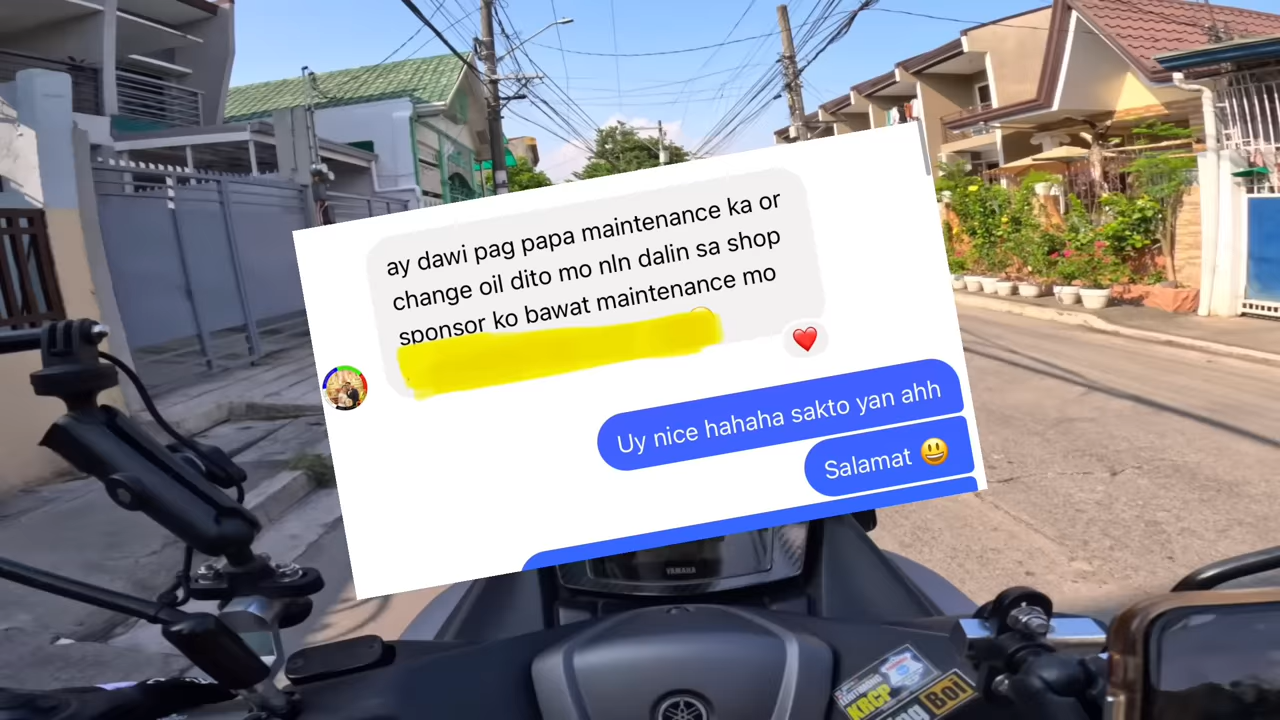 ay dawi pag papa maintenance ka or
change oil dito mo nln dalin sa shop
sponsor ko bawat maintenance mo
Uy nice hahaha sakto yan ahh
Salamat 😃
YAMAHA
KRCP
Boi